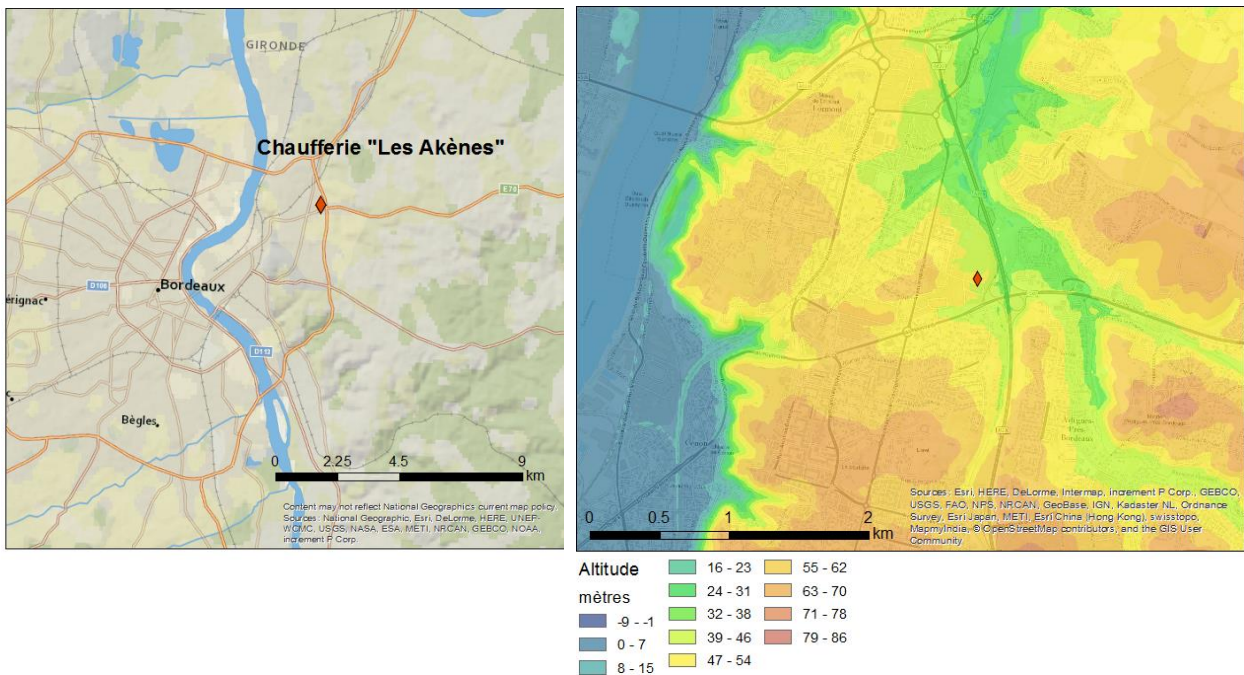 GIRONDE
Chaufferie "Les Akènes"
E70
D108
Bordeaux
érignac
D113
Bègles
0 2.25 4.5 9
km
Content may not reflect National Geographic's current map policy.
Sources: National Geographic, Esri, DeLorme, HERE, UNEP-
WCMC, USGS, NASA, ESA, METI, NRCAN, GEBCO, NOAA,
increment P Corp.
Cenon
Artigues-
Près
Bordeaux
Sources: Esri, HERE, DeLorme, Intermap, increment P Corp., GEBCO,
USGS, FAO, NPS, NRCAN, GeoBase, IGN, Kadaster NL, Ordnance
Survey, Esri Japan, METI, Esri China (Hong Kong), swisstopo,
MapmyIndia, © OpenStreetMap contributors, and the GIS User
Community.
0 0.5 1 2
km
Altitude
mètres
-9 - -1
0 - 7
8 - 15
16 - 23
24 - 31
32 - 38
39 - 46
47 - 54
55 - 62
63 - 70
71 - 78
79 - 86